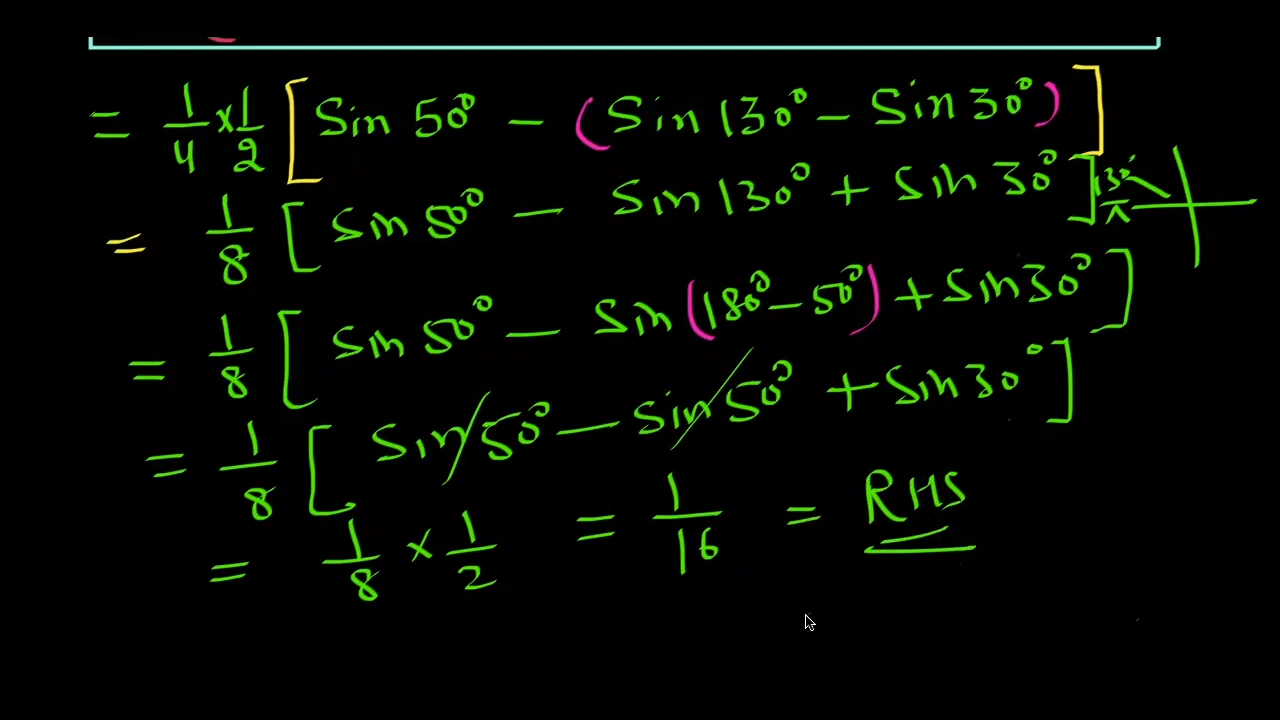 = 1/4 × 1/2 [Sin 50° – (Sin 130° – Sin 30°)]
= 1/8 [Sin 50° – Sin 130° + Sin 30°] 130°
π
= 1/8 [Sin 50° – Sin (180° – 50°) + Sin 30°]
= 1/8 [Sin 50° – Sin 50° + Sin 30°]
= 1/8 × 1/2 = 1/16 = RHS